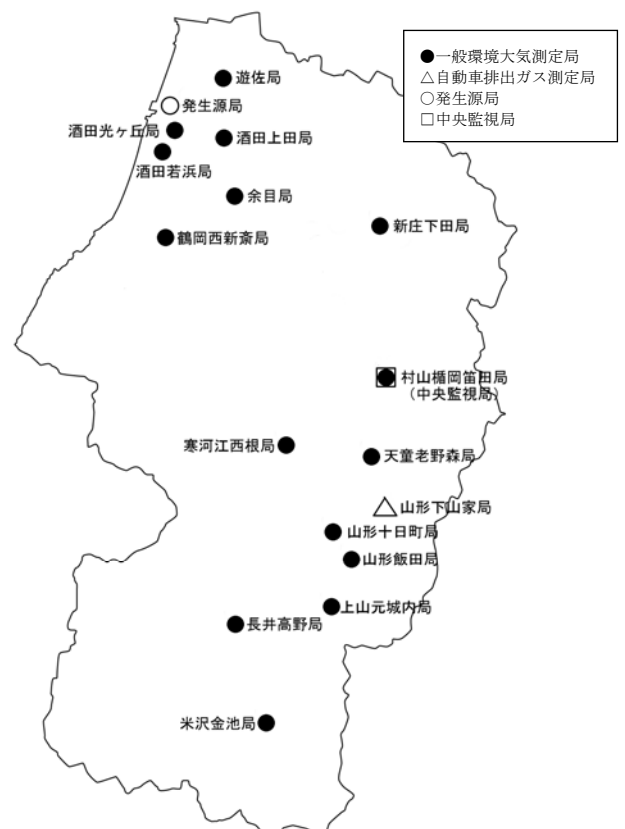 ●一般環境大気測定局
△自動車排出ガス測定局
○発生源局
□中央監視局
遊佐局
発生源局
酒田光ヶ丘局
酒田上田局
酒田若浜局
余目局
新庄下田局
鶴岡西新斎局
村山楯岡笛田局
（中央監視局）
寒河江西根局
天童老野森局
山形下山家局
山形十日町局
山形飯田局
上山元城内局
長井高野局
米沢金池局